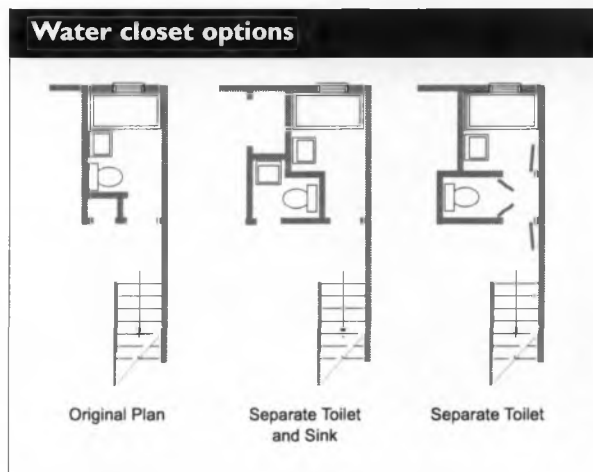 Water closet options
Original Plan
Separate Toilet
and Sink
Separate Toilet